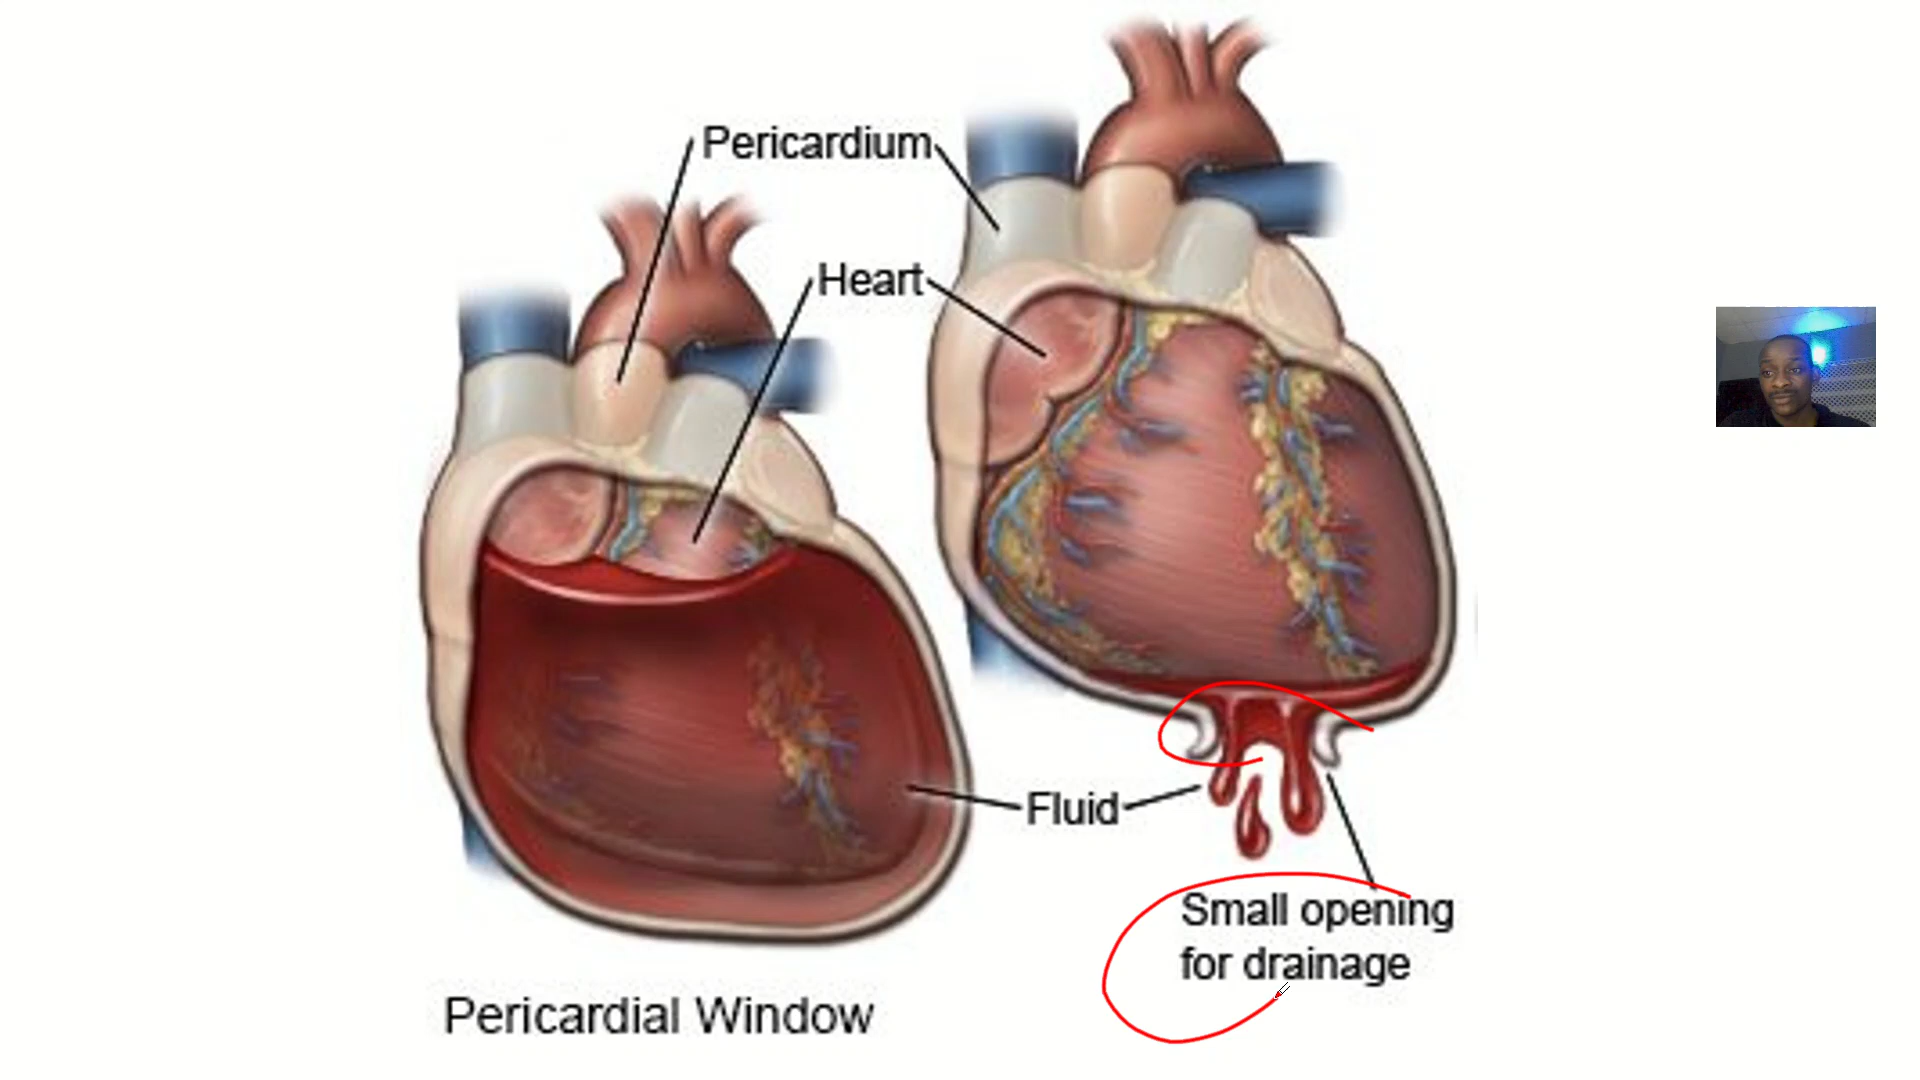 Pericardium
Heart
Fluid
Small opening
for drainage
Pericardial Window